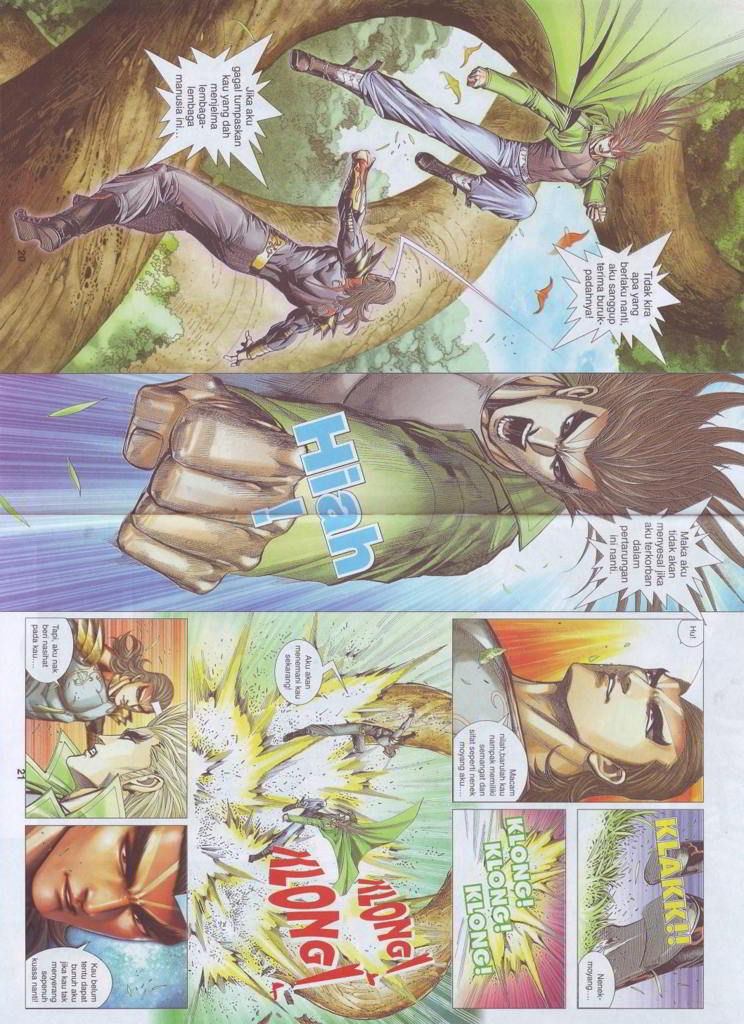 Tidak kira
apa yang
berlaku nanti,
aku sanggup
terima buruk-
padahnya!
Jika aku
gagal tumpaskan
kau yang dah
menjelma
lembaga-
lembaga
manusia ini...
20
Maka aku
tidak akan
menyesal jika
aku terkorban
dalam
pertarungan
ini nanti.
Hiah
!
Hu!
Macam
nilah,barulah kau
nampak memiliki
semangat dan
sifat seperti nenek
moyang aku...
KLAKK!!
Nenek-
moyang....
KLONG!
KLONG!
KLONG!
Aku akan
menemani kau
sekarang!
KLONG!
KLONG!
Tapi, aku nak
beri nasihat
pada kau....
Kau belum
tentu dapat
bunuh aku
jika kau tak
menyerang
sepenuh
kuasa nanti!
21